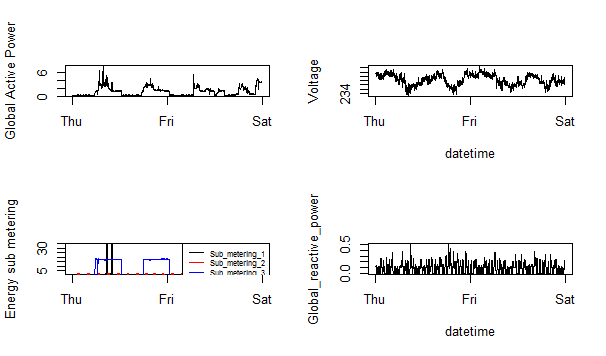 Global Active Power
6
0
Thu Fri Sat
Voltage
234
Thu Fri Sat
datetime
Energy sub metering
30
5
Sub_metering_1
Sub_metering_2
Sub_metering_3
Thu Fri Sat
Global_reactive_power
0.5
0.0
Thu Fri Sat
datetime